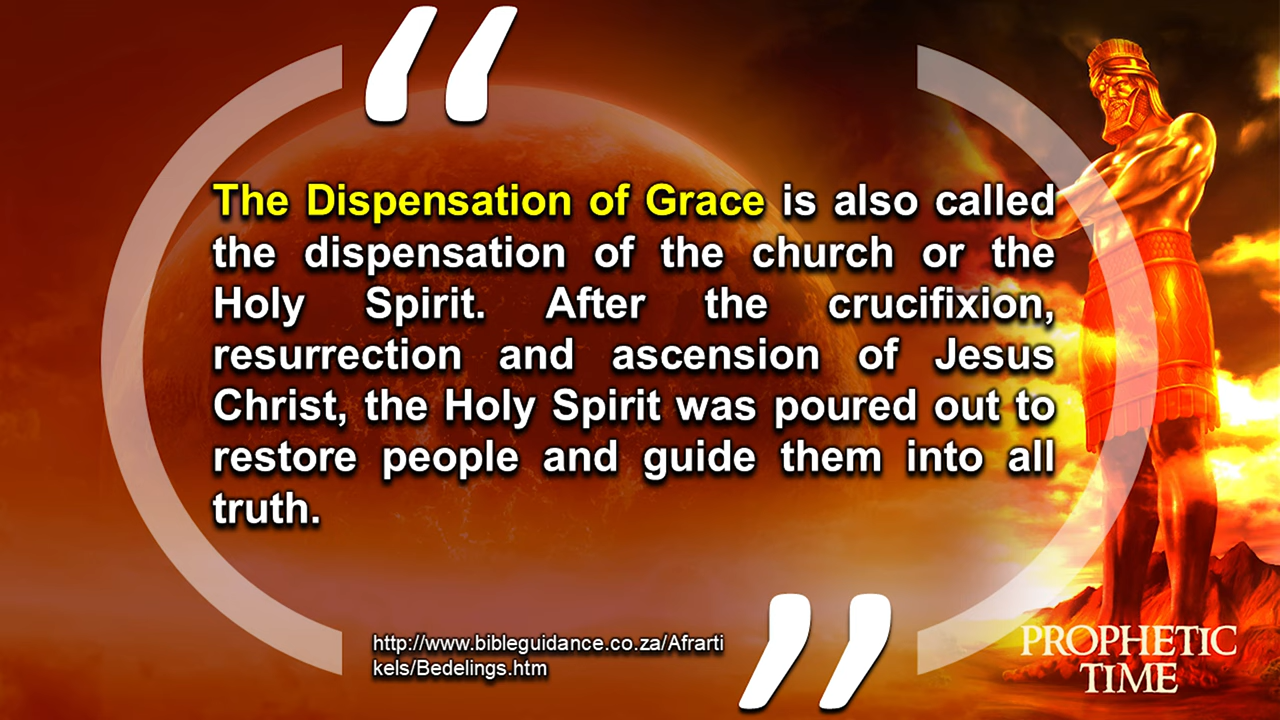 “
The Dispensation of Grace is also called
the dispensation of the church or the
Holy Spirit. After the crucifixion,
resurrection and ascension of Jesus
Christ, the Holy Spirit was poured out to
restore people and guide them into all
truth.
”
http://www.bibleguidance.co.za/Afrarti
kels/Bedelings.htm
PROPHETIC
TIME